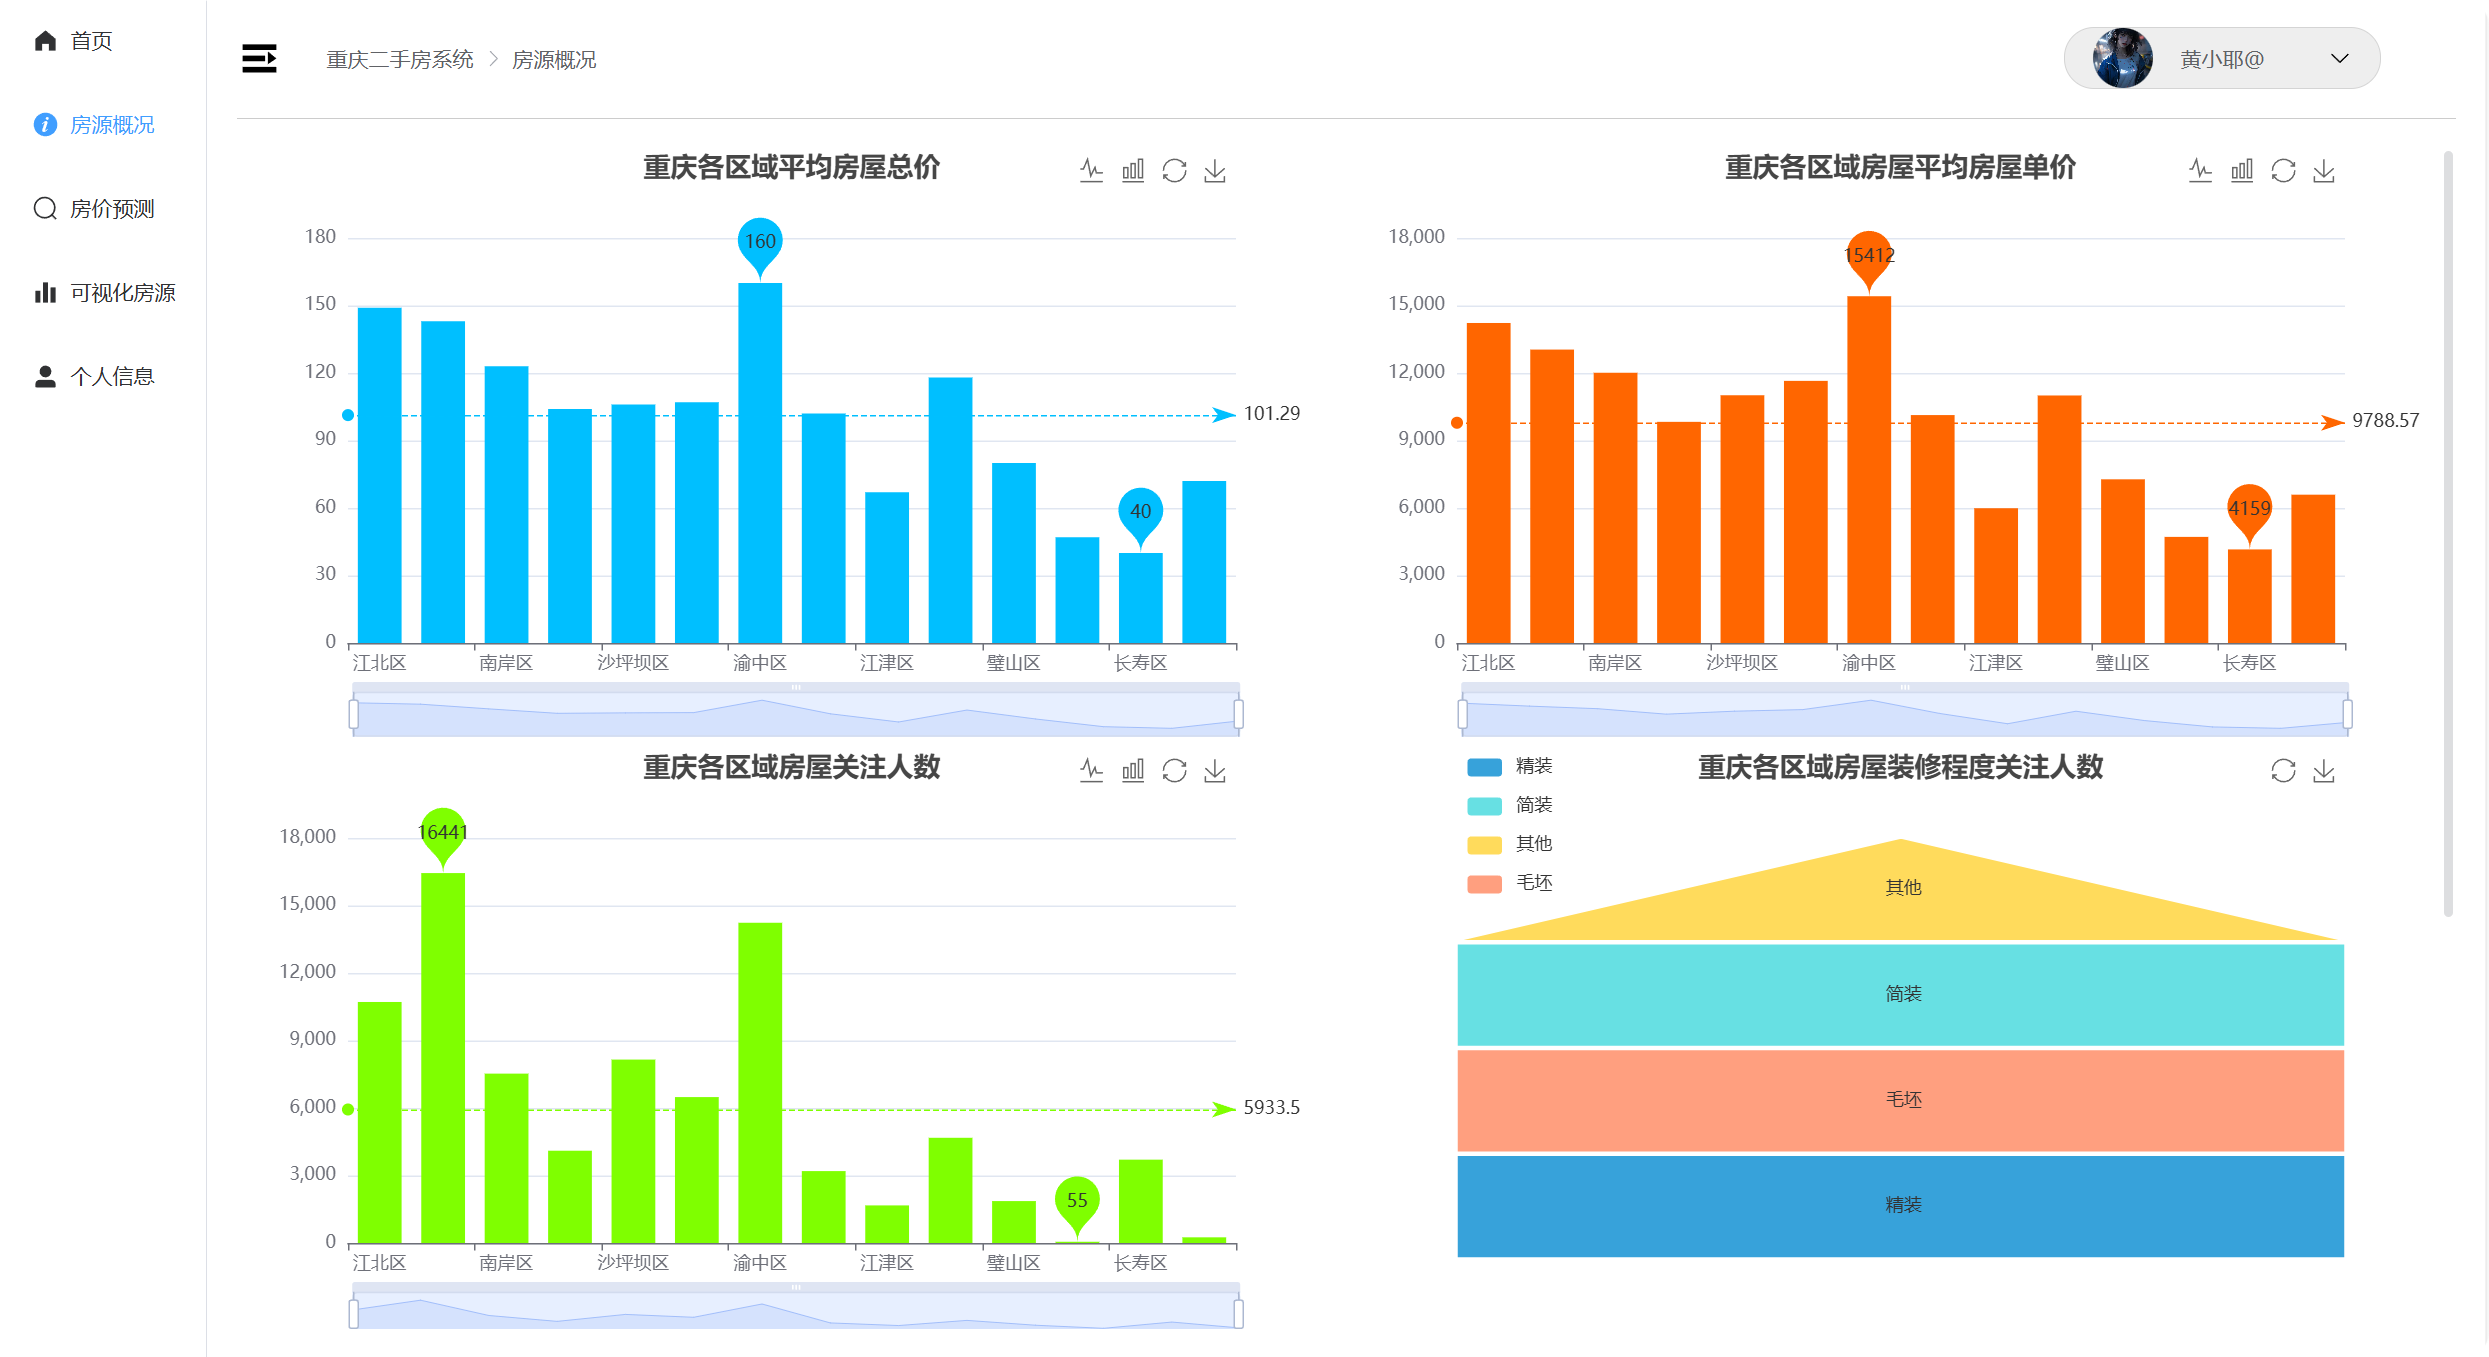 首页
房源概况
房价预测
可视化房源
个人信息
重庆二手房系统 > 房源概况
黄小耶@
重庆各区域平均房屋总价
180
150
120
90
60
30
0
160
40
101.29
江北区 南岸区 沙坪坝区 渝中区 江津区 璧山区 长寿区
重庆各区域房屋平均房屋单价
18,000
15,000
12,000
9,000
6,000
3,000
0
15412
4159
9788.57
江北区 南岸区 沙坪坝区 渝中区 江津区 璧山区 长寿区
重庆各区域房屋关注人数
18,000
15,000
12,000
9,000
6,000
3,000
0
16441
55
5933.5
江北区 南岸区 沙坪坝区 渝中区 江津区 璧山区 长寿区
重庆各区域房屋装修程度关注人数
精装
简装
其他
毛坯
其他
简装
毛坯
精装